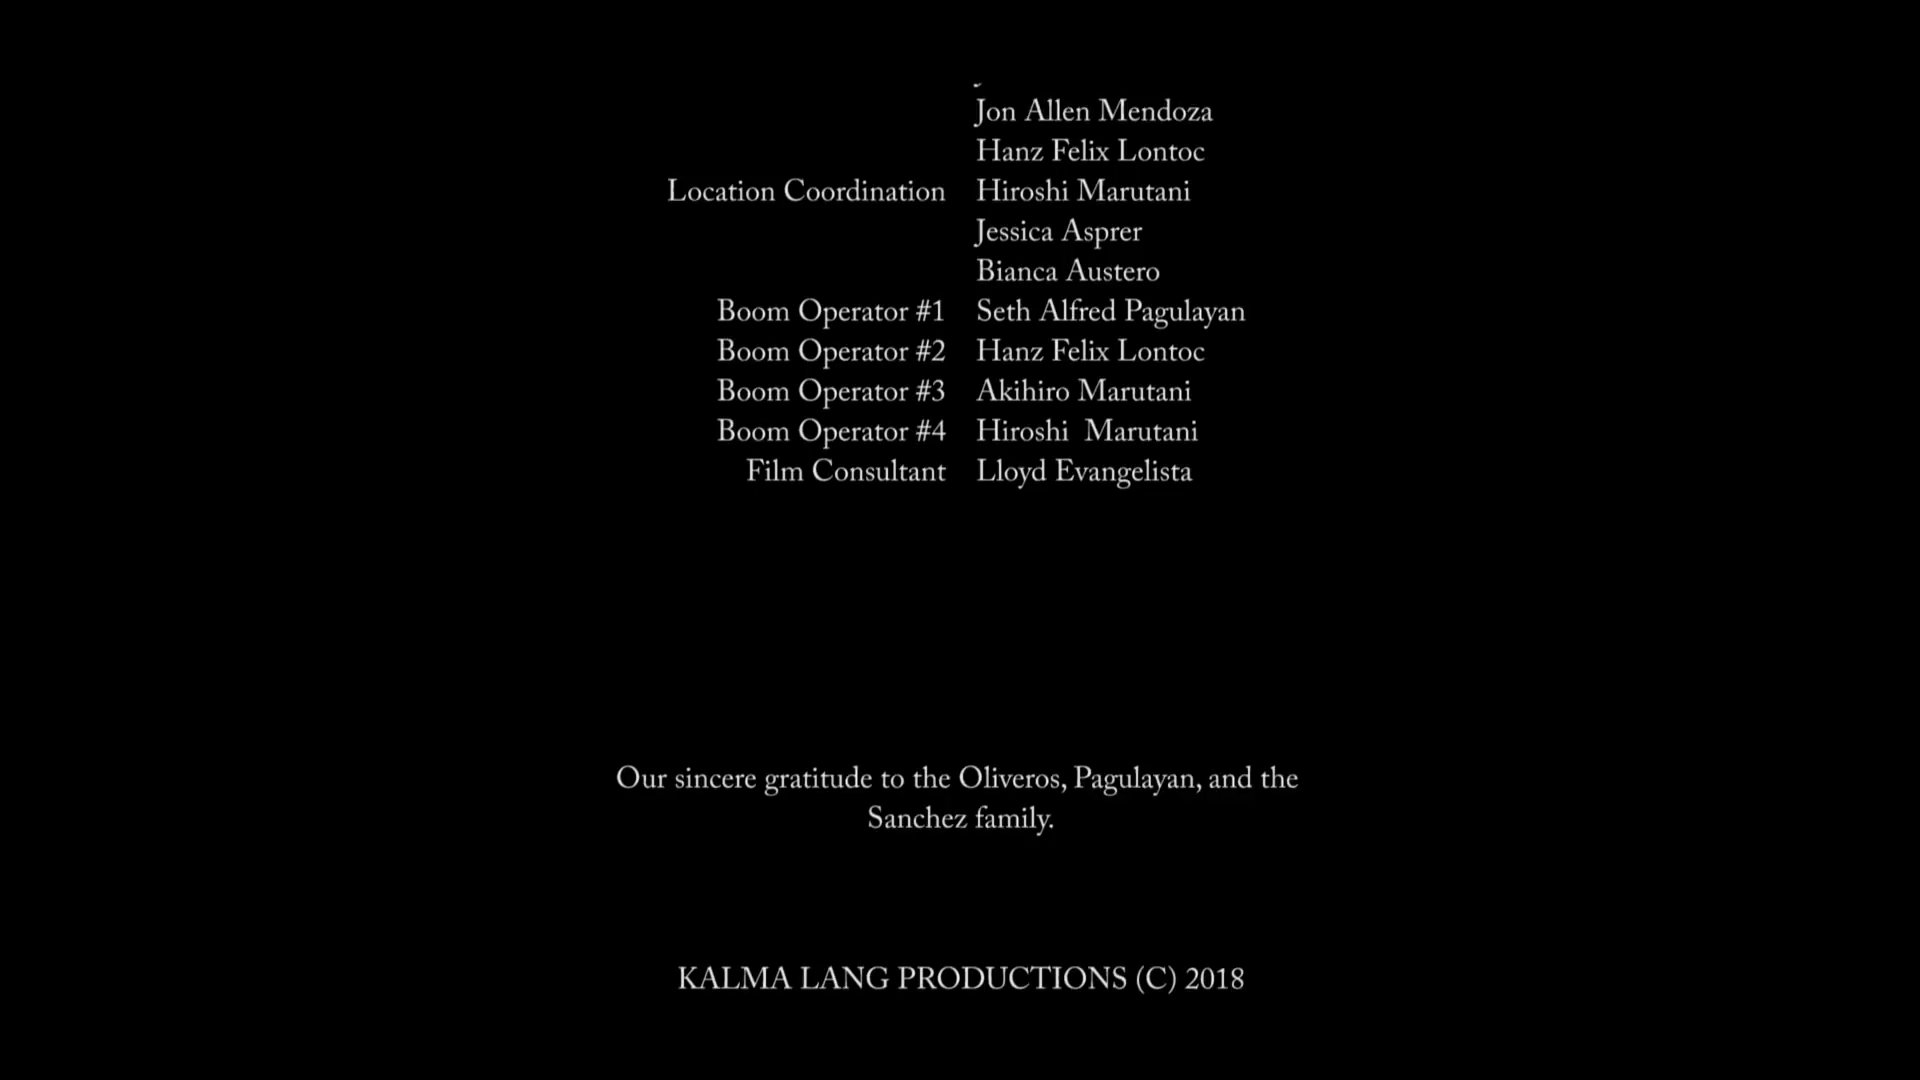 Jon Allen Mendoza
Hanz Felix Lontoc
Location Coordination Hiroshi Marutani
Jessica Asprer
Bianca Austero
Boom Operator #1 Seth Alfred Pagulayan
Boom Operator #2 Hanz Felix Lontoc
Boom Operator #3 Akihiro Marutani
Boom Operator #4 Hiroshi  Marutani
Film Consultant Lloyd Evangelista
Our sincere gratitude to the Oliveros, Pagulayan, and the
Sanchez family.
KALMA LANG PRODUCTIONS (C) 2018